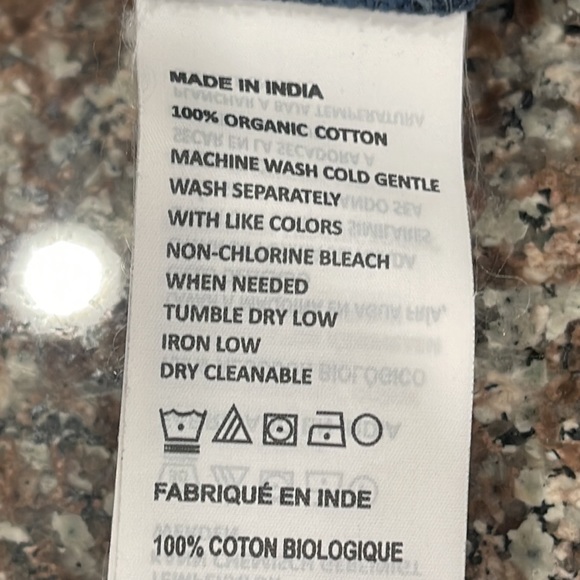 MADE IN INDIA
100% ORGANIC COTTON
MACHINE WASH COLD GENTLE
WASH SEPARATELY
WITH LIKE COLORS
NON-CHLORINE BLEACH
WHEN NEEDED
TUMBLE DRY LOW
IRON LOW
DRY CLEANABLE
FABRIQUÉ EN INDE
100% COTON BIOLOGIQUE